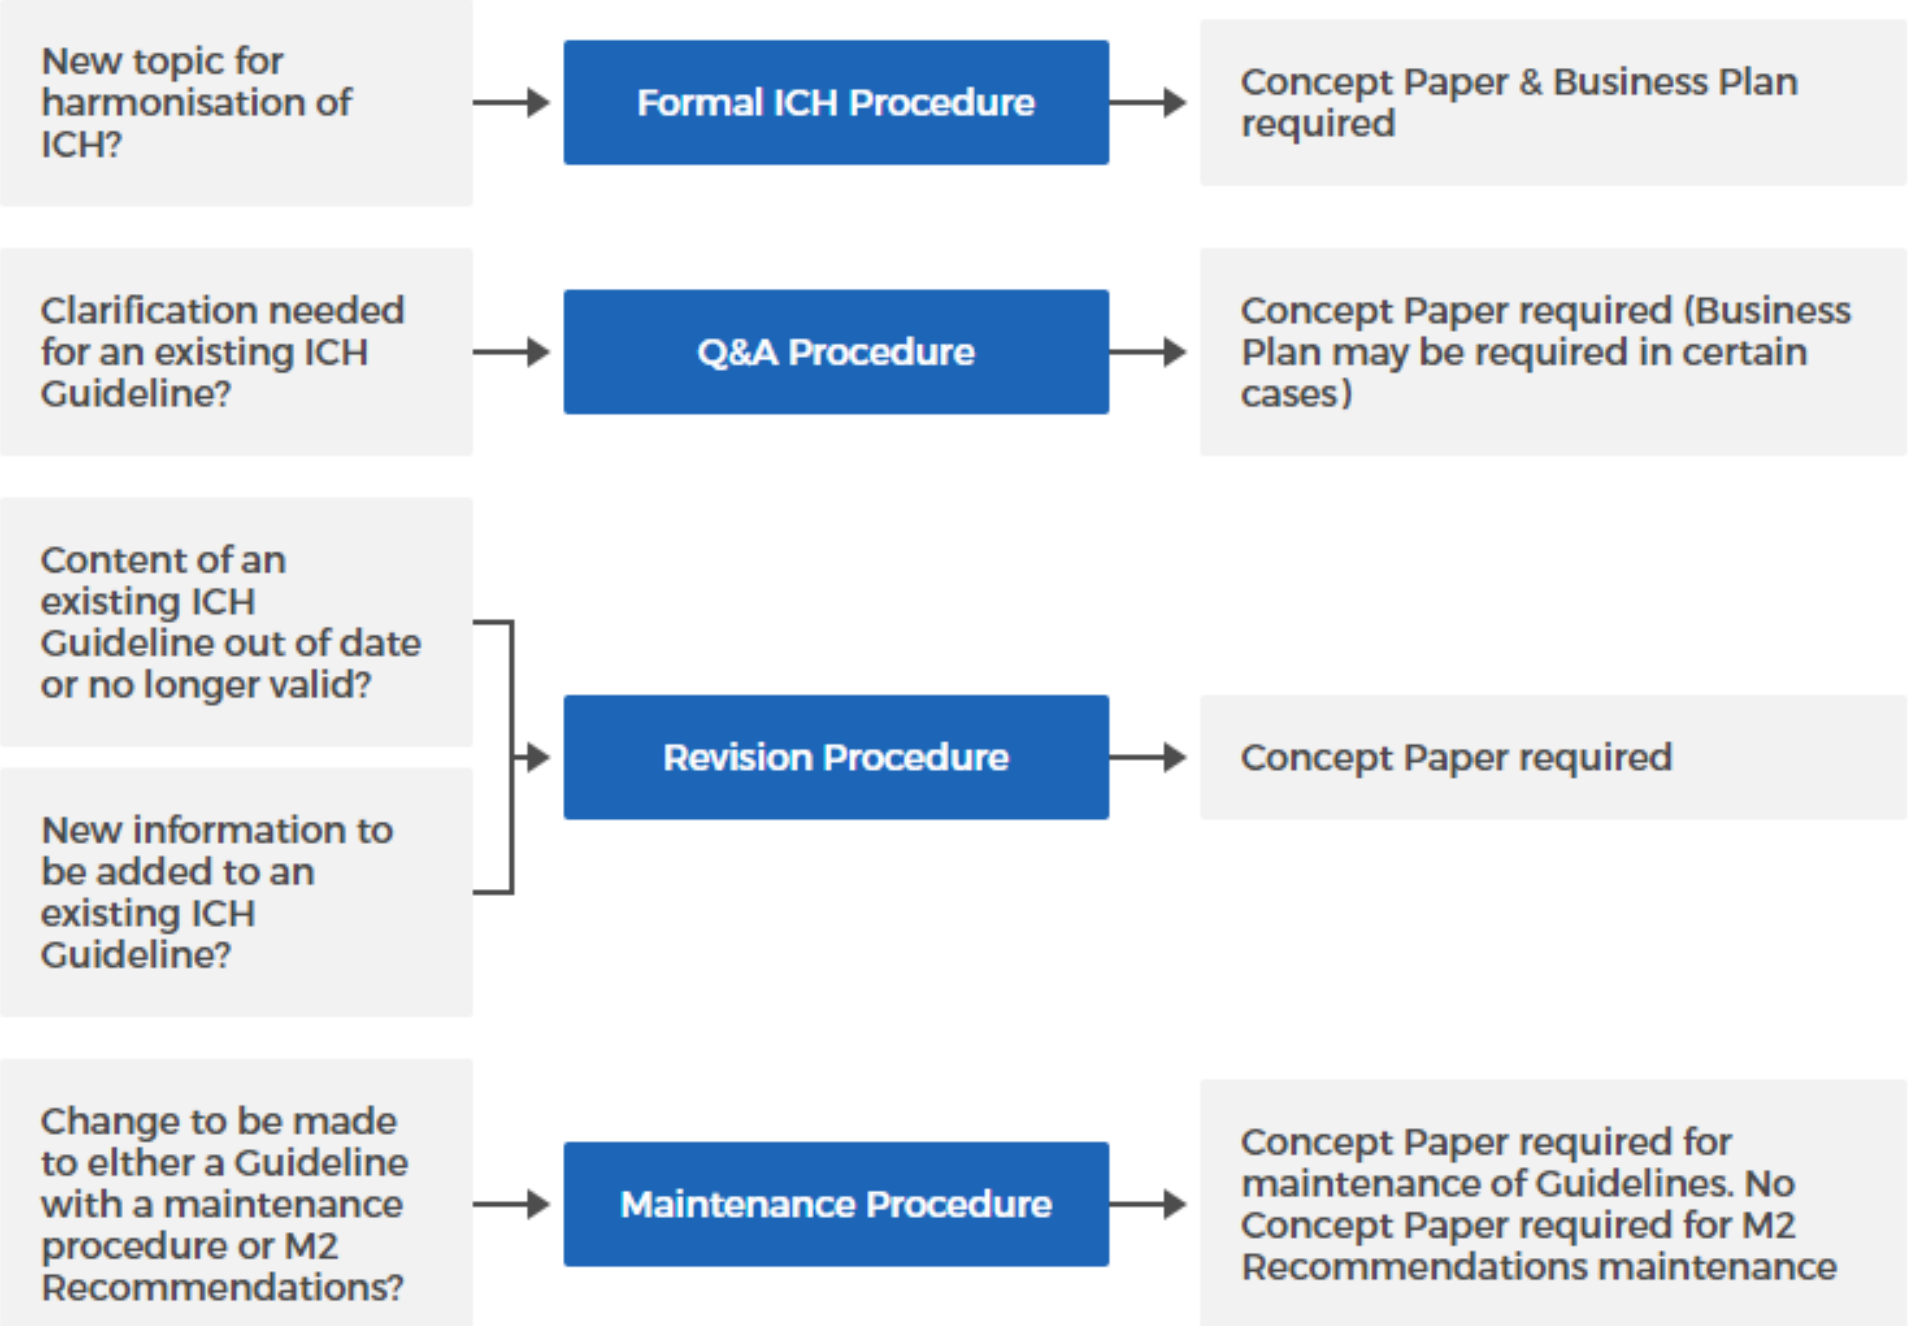 New topic for
harmonisation of
ICH?
Formal ICH Procedure
Concept Paper & Business Plan
required
Clarification needed
for an existing ICH
Guideline?
Q&A Procedure
Concept Paper required (Business
Plan may be required in certain
cases)
Content of an
existing ICH
Guideline out of date
or no longer valid?
New information to
be added to an
existing ICH
Guideline?
Revision Procedure
Concept Paper required
Change to be made
to elther a Guideline
with a maintenance
procedure or M2
Recommendations?
Maintenance Procedure
Concept Paper required for
maintenance of Guidelines. No
Concept Paper required for M2
Recommendations maintenance